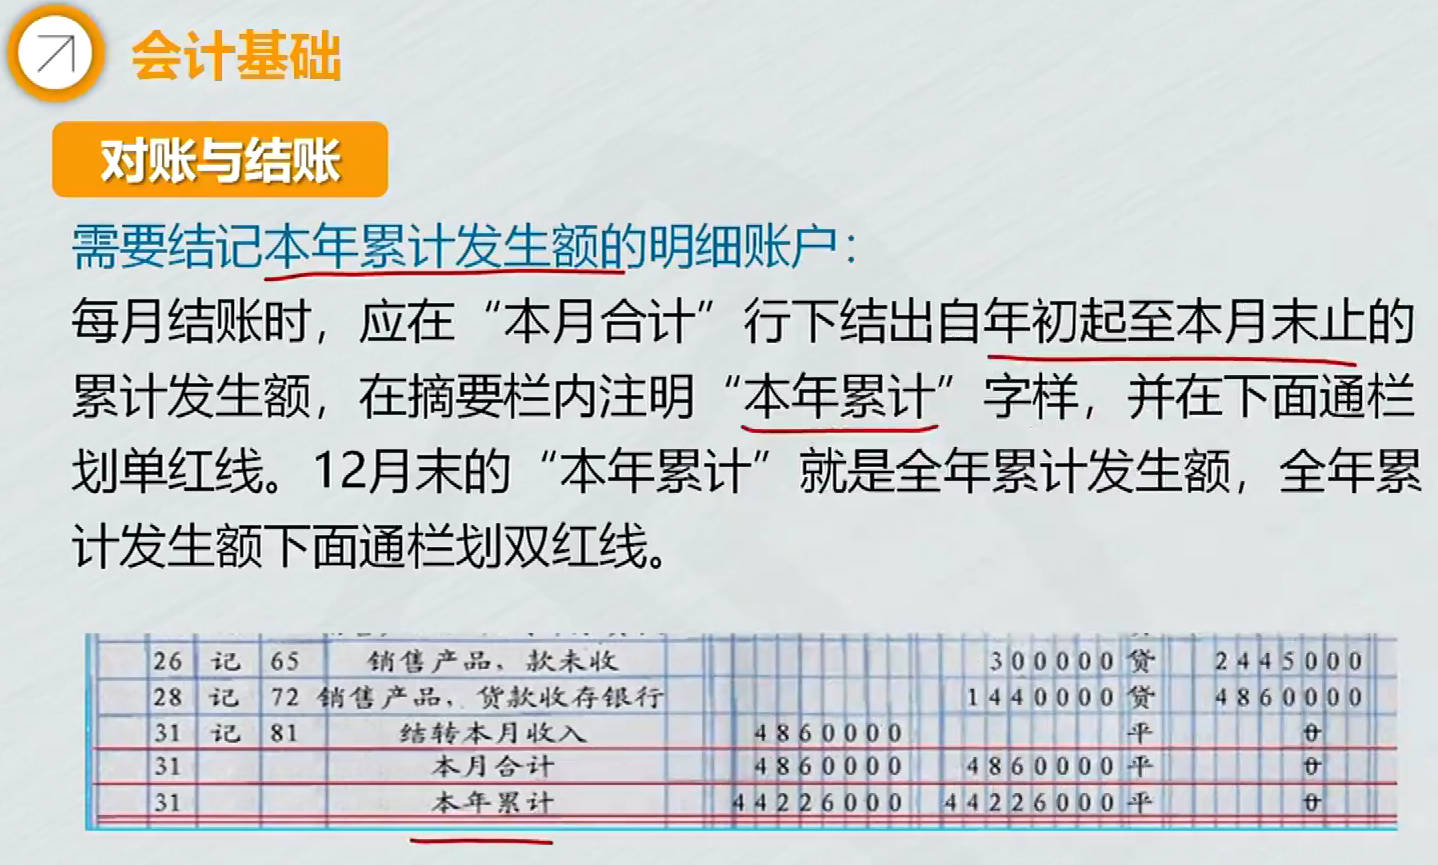 会计基础
对账与结账
需要结记本年累计发生额的明细账户：
每月结账时，应在“本月合计”行下结出自年初起至本月末止的
累计发生额，在摘要栏内注明“本年累计”字样，并在下面通栏
划单红线。12月末的“本年累计”就是全年累计发生额，全年累
计发生额下面通栏划双红线。
26 记 65 销售产品、款未收 300000 贷 2445000
28 记 72 销售产品、货款收存银行 1440000 贷 4860000
31 记 81 结转本月收入 4860000 平 0
31 本月合计 4860000 4860000 平 0
31 本年累计 44226000 44226000 平 0